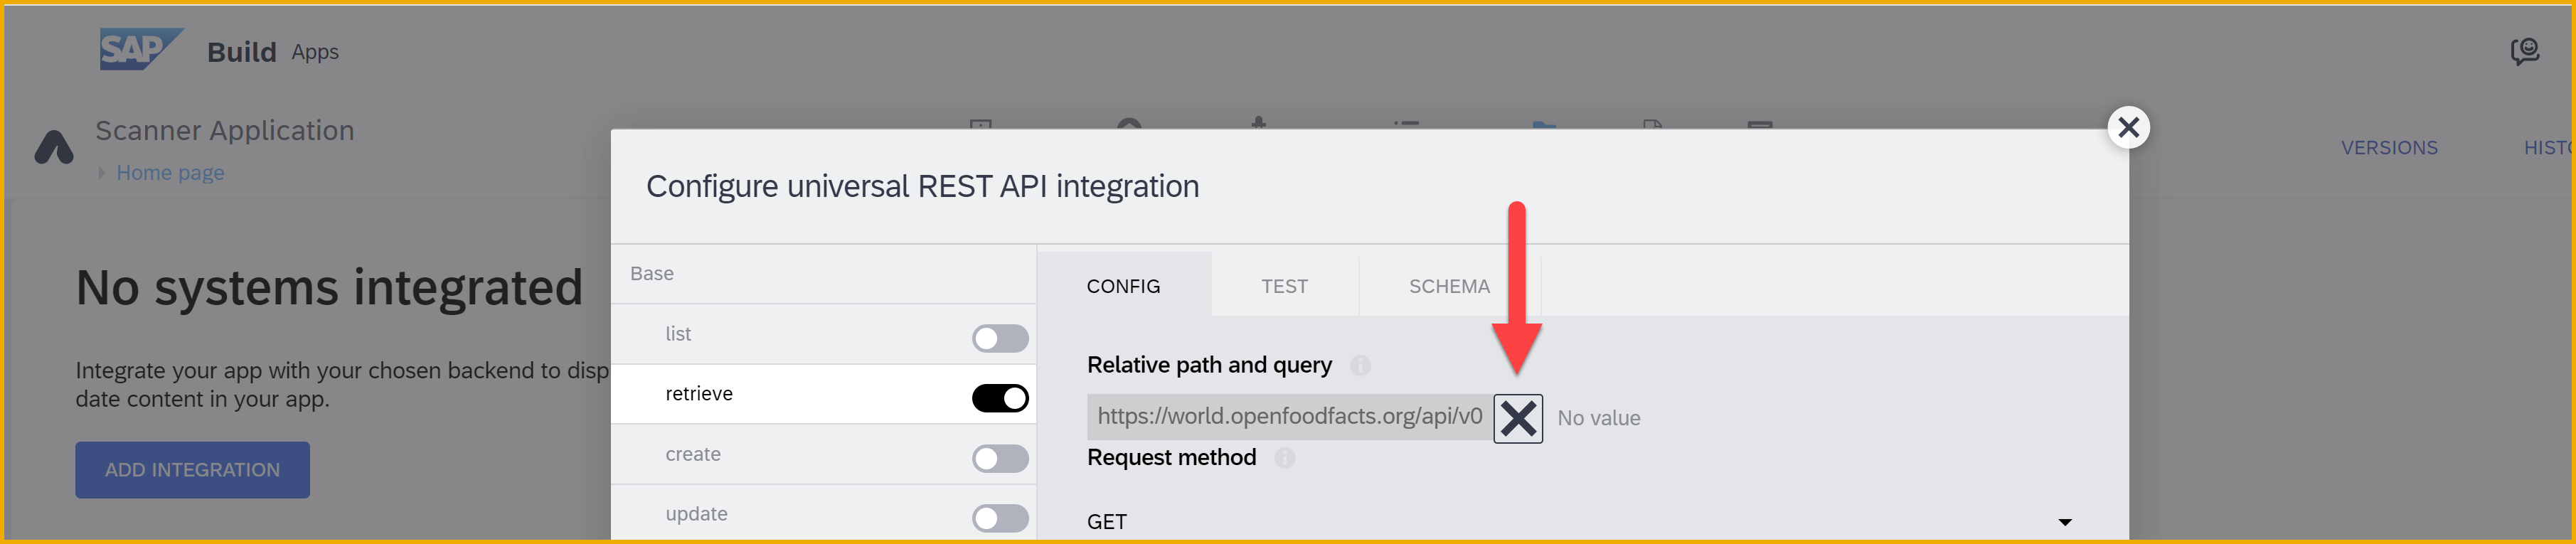 SAP Build Apps
Scanner Application
Home page
VERSIONS
No systems integrated
Integrate your app with your chosen backend to disp
date content in your app.
ADD INTEGRATION
Configure universal REST API integration
Base
list
retrieve
create
update
CONFIG
TEST
SCHEMA
Relative path and query
https://world.openfoodfacts.org/api/v0
No value
Request method
GET